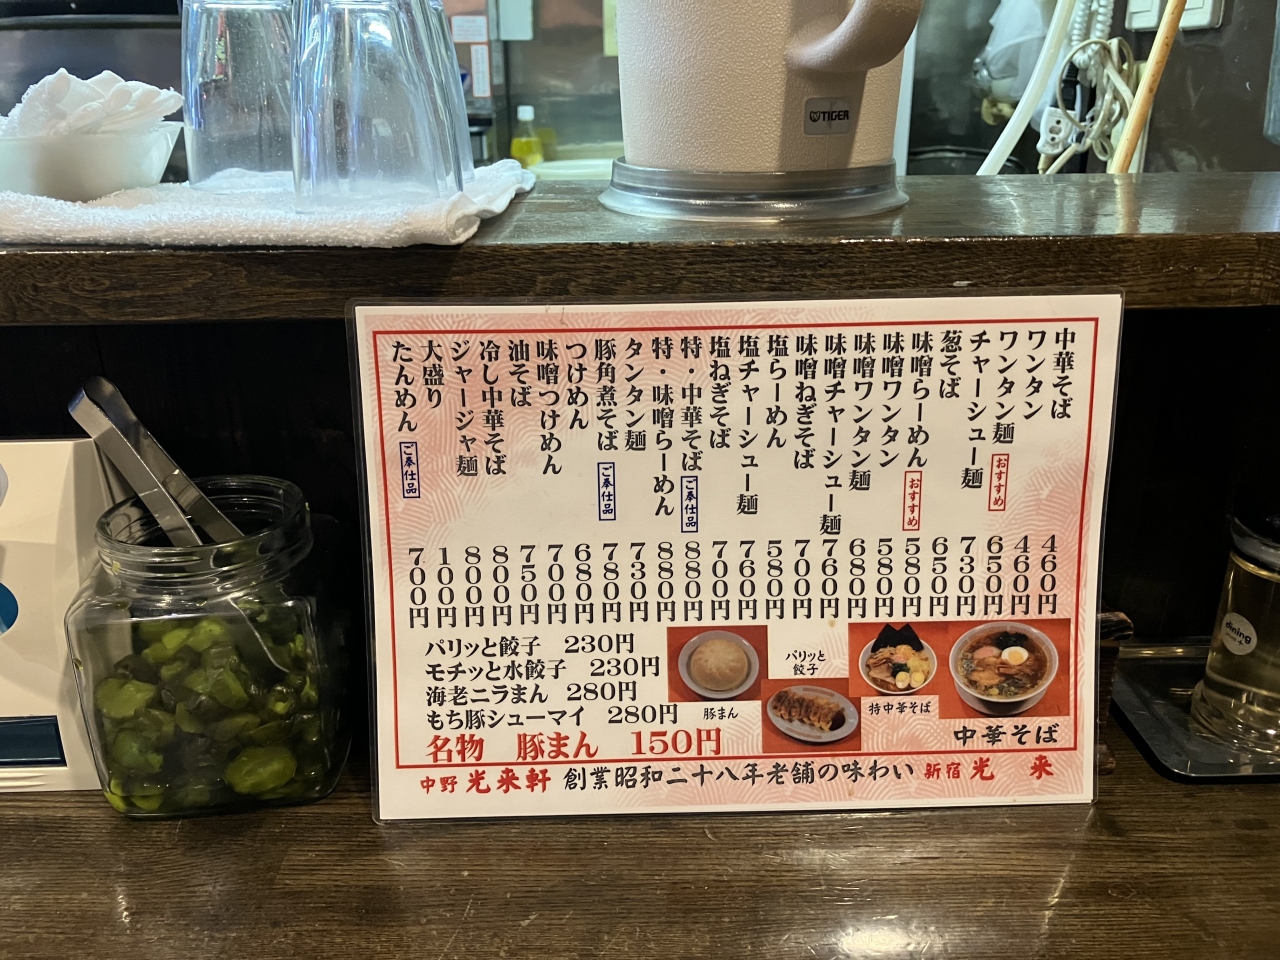 中華そば 460円
ワンタン 460円
ワンタン麺 おすすめ 650円
チャーシュー麺 730円
葱そば 650円
味噌らーめん おすすめ 580円
味噌ワンタン 580円
味噌ワンタン麺 680円
味噌チャーシュー麺 760円
味噌ねぎそば 700円
塩らーめん 580円
塩チャーシュー麺 760円
塩ねぎそば 700円
特・中華そば ご奉仕品 880円
特・味噌らーめん 880円
タンタン麺 730円
豚角煮そば ご奉仕品 780円
つけめん 680円
味噌つけめん 700円
油そば 750円
冷し中華そば 800円
ジャージャ麺 800円
大盛り 100円
たんめん ご奉仕品 700円
パリッと餃子 230円
モチッと水餃子 230円
海老ニラまん 280円
もち豚シューマイ 280円
名物 豚まん 150円
豚まん
パリッと
餃子
特中華そば
中華そば
中野 光来軒 創業昭和二十八年老舗の味わい 新宿 光来
TIGER
dining